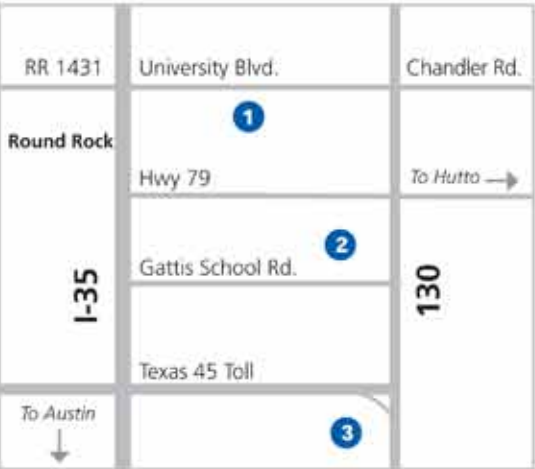 RR 1431
University Blvd.
Chandler Rd.
1
Round Rock
Hwy 79
To Hutto
2
Gattis School Rd.
I-35
130
Texas 45 Toll
To Austin
3